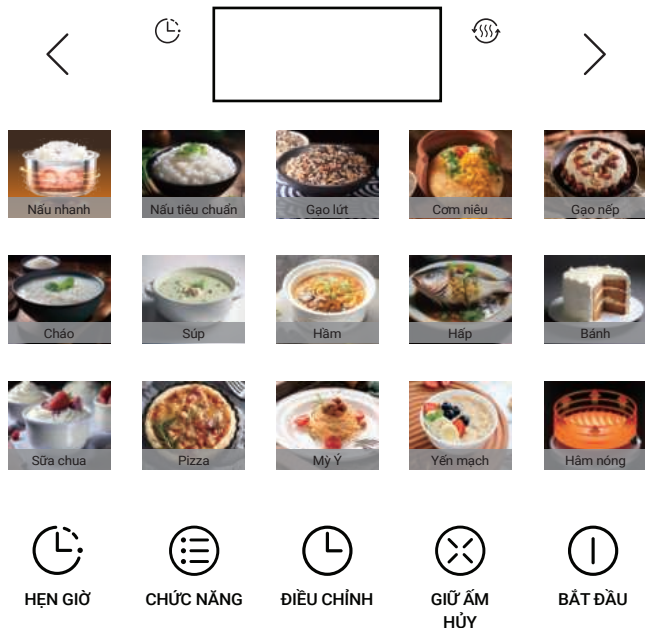 Nấu nhanh
Nấu tiêu chuẩn
Gạo lứt
Cơm niêu
Gạo nếp
Cháo
Súp
Hầm
Hấp
Bánh
Sữa chua
Pizza
Mỳ Ý
Yến mạch
Hâm nóng
HẸN GIỜ
CHỨC NĂNG
ĐIỀU CHỈNH
GIỮ ẤM
HỦY
BẮT ĐẦU